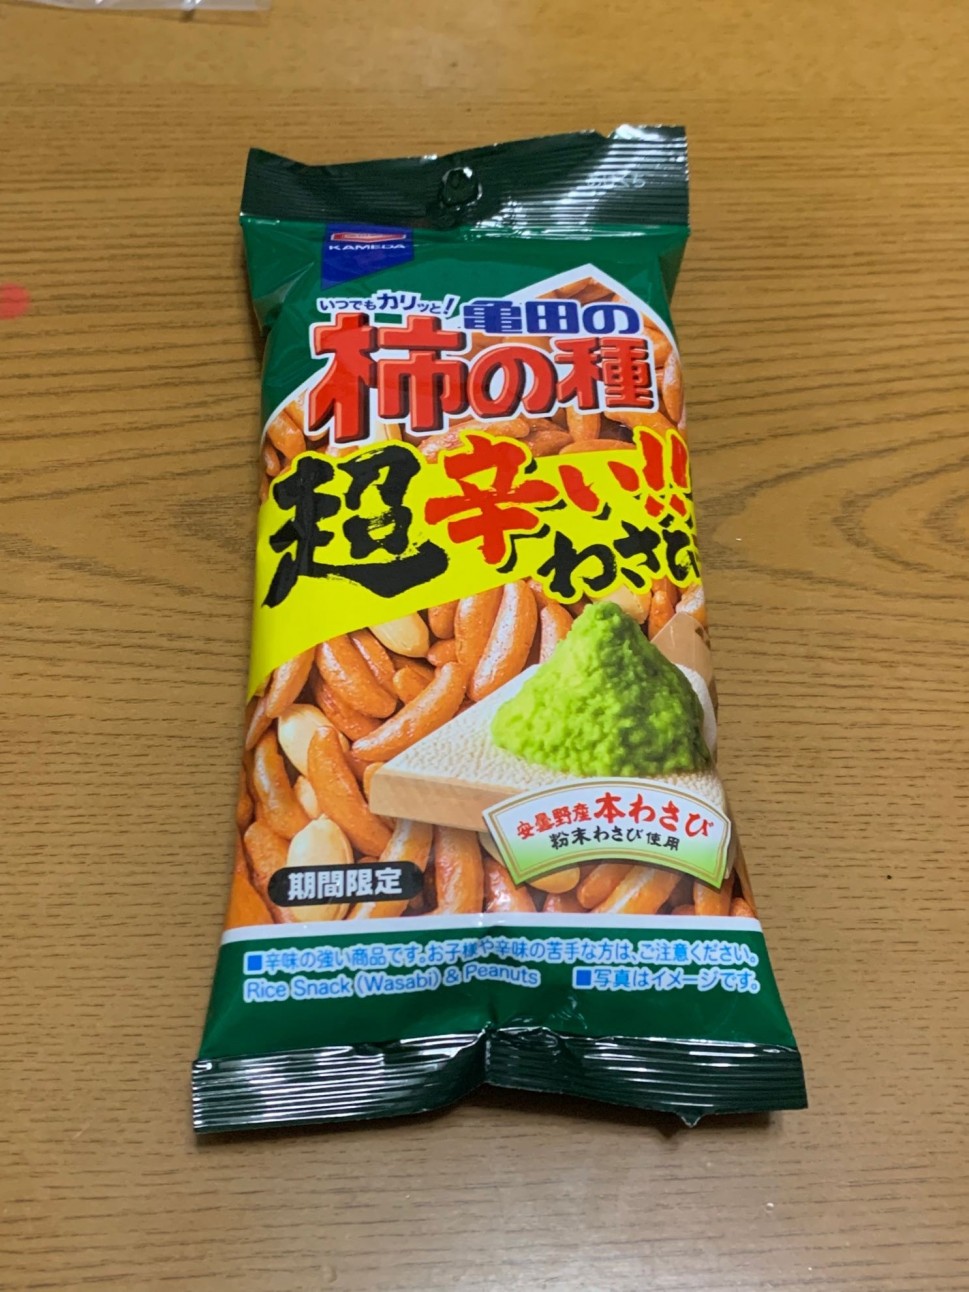 KAMEDA
いつでもカリッと!
亀田の
柿の種
超辛い!!
わさび
安曇野産本わさび
粉末わさび使用
期間限定
■辛味の強い商品です。お子様や辛味の苦手な方は、ご注意ください。
Rice Snack (Wasabi) & Peanuts ■写真はイメージです。